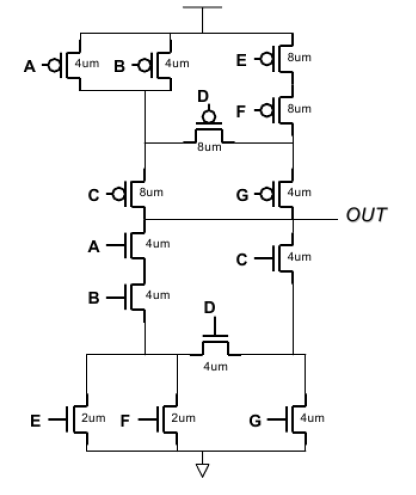 A 4um B 4um E 8um
D F 8um
8um
C 8um G 4um
OUT
A 4um C 4um
B 4um
D
4um
E 2um F 2um G 4um